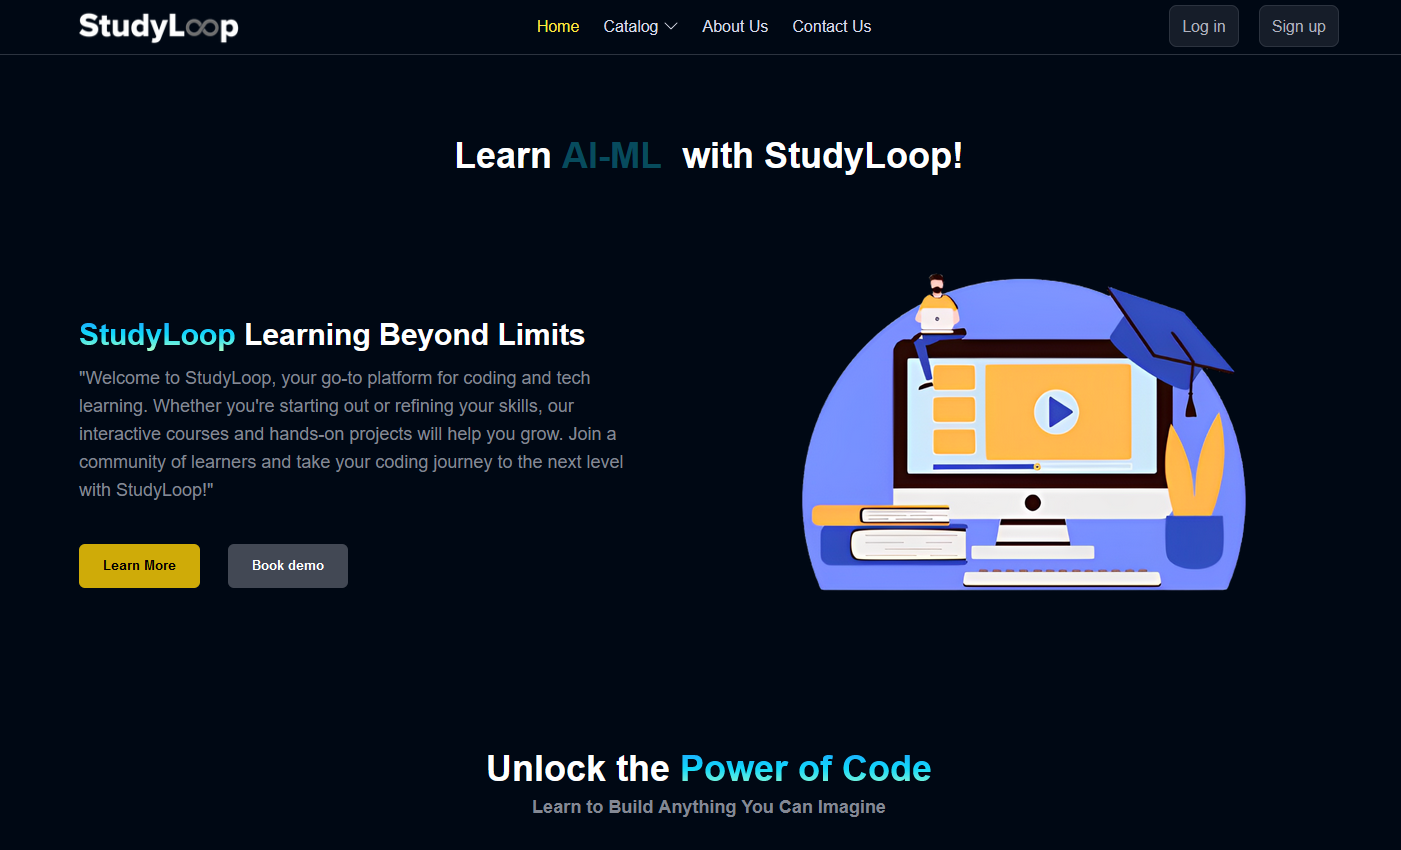 StudyLoop
Home Catalog About Us Contact Us
Log in Sign up
Learn AI-ML with StudyLoop!
StudyLoop Learning Beyond Limits
"Welcome to StudyLoop, your go-to platform for coding and tech
learning. Whether you're starting out or refining your skills, our
interactive courses and hands-on projects will help you grow. Join a
community of learners and take your coding journey to the next level
with StudyLoop!"
Learn More Book demo
Unlock the Power of Code
Learn to Build Anything You Can Imagine